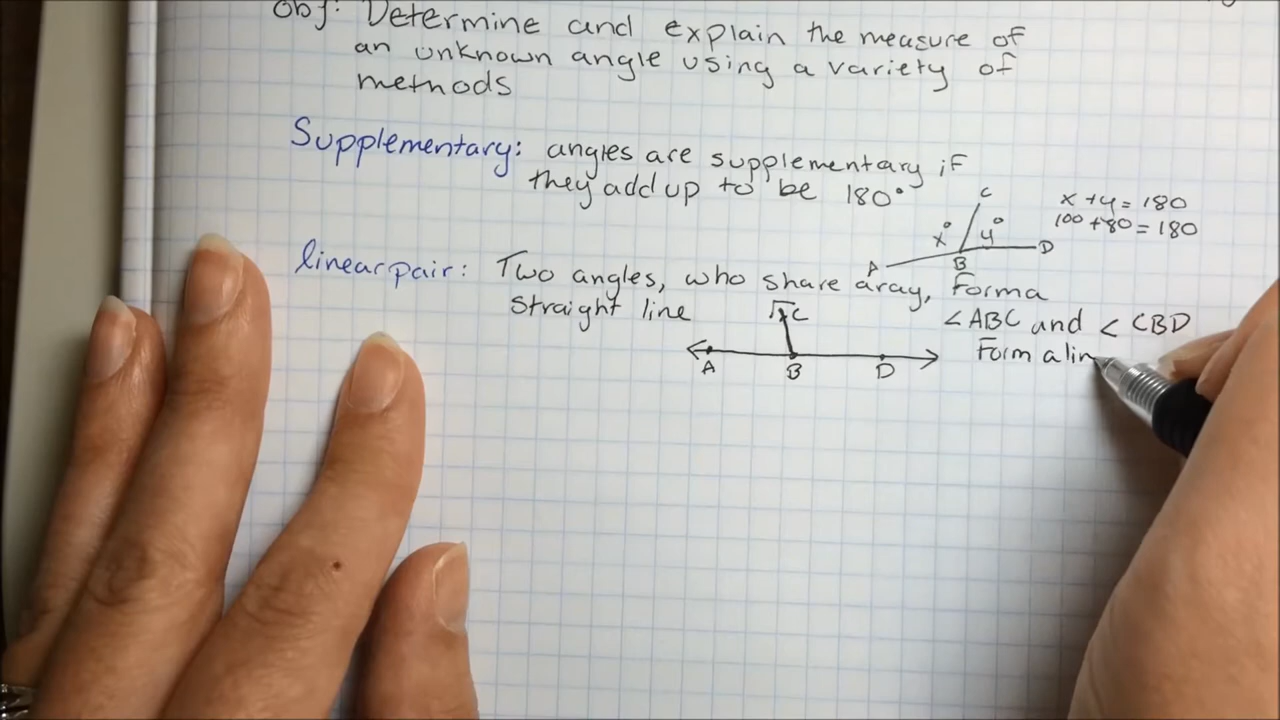 Obj: Determine and explain the measure of
an unknown angle using a variety of
methods
Supplementary: angles are supplementary if
they add up to be 180°
C
x° y°
A B D
x + y = 180
100 + 80 = 180
linear pair: Two angles, who share a ray, Form a
straight line
C
A B D
∠ABC and ∠CBD
Form a lin